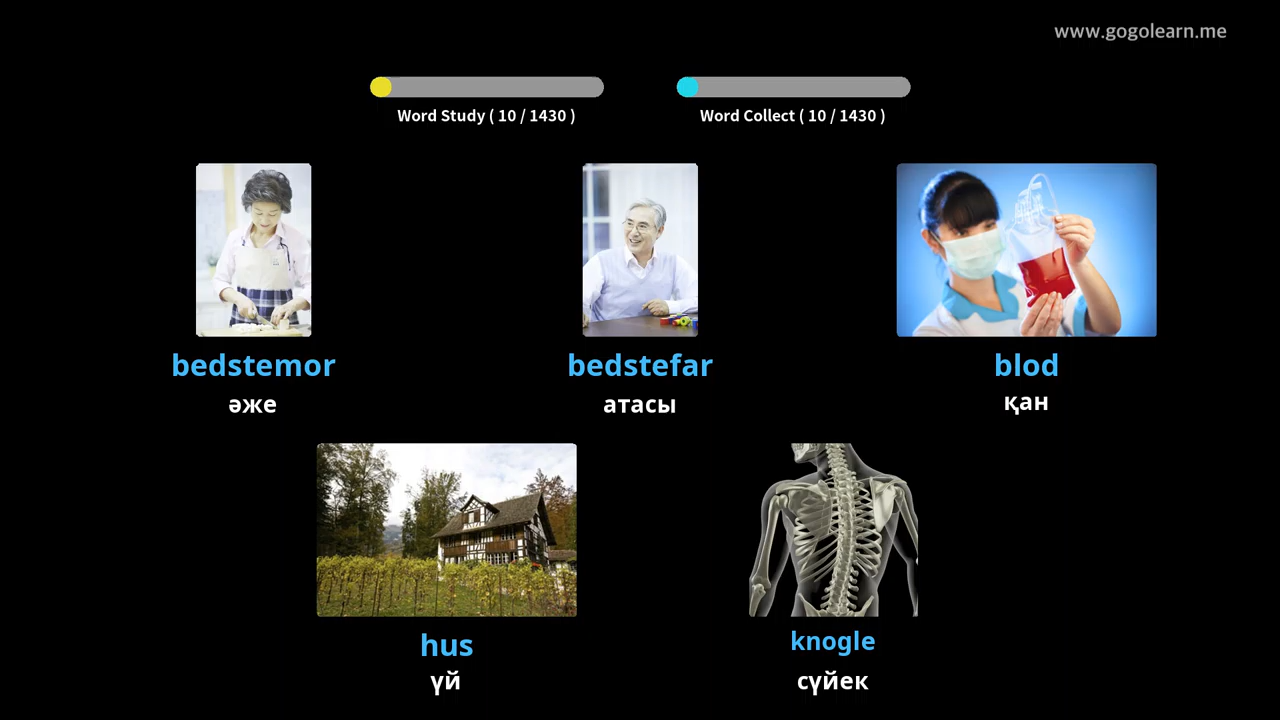 www.gogolearn.me
Word Study ( 10 / 1430 )
Word Collect ( 10 / 1430 )
bedstemor
әже
bedstefar
атасы
blod
қан
hus
үй
knogle
сүйек